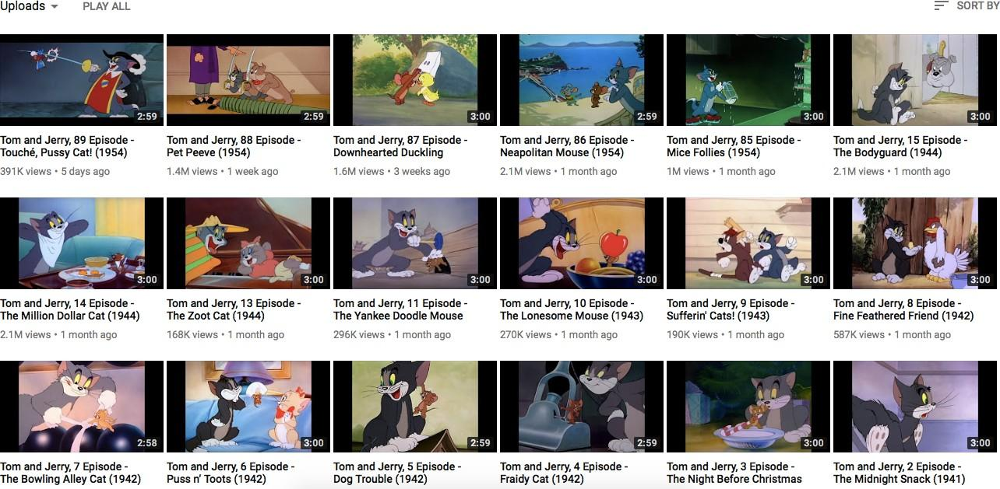 Uploads PLAY ALL SORT BY
2:59 2:59 3:00 2:59 3:00 3:00
Tom and Jerry, 89 Episode - 
Touché, Pussy Cat! (1954)
391K views • 5 days ago
Tom and Jerry, 88 Episode - 
Pet Peeve (1954)
1.4M views • 1 week ago
Tom and Jerry, 87 Episode - 
Downhearted Duckling
1.6M views • 3 weeks ago
Tom and Jerry, 86 Episode - 
Neapolitan Mouse (1954)
2.1M views • 1 month ago
Tom and Jerry, 85 Episode - 
Mice Follies (1954)
1M views • 1 month ago
Tom and Jerry, 15 Episode - 
The Bodyguard (1944)
2.1M views • 1 month ago
3:00 3:00 3:00 3:00 3:00 3:00
Tom and Jerry, 14 Episode - 
The Million Dollar Cat (1944)
2.1M views • 1 month ago
Tom and Jerry, 13 Episode - 
The Zoot Cat (1944)
168K views • 1 month ago
Tom and Jerry, 11 Episode - 
The Yankee Doodle Mouse
296K views • 1 month ago
Tom and Jerry, 10 Episode - 
The Lonesome Mouse (1943)
270K views • 1 month ago
Tom and Jerry, 9 Episode - 
Sufferin' Cats! (1943)
190K views • 1 month ago
Tom and Jerry, 8 Episode - 
Fine Feathered Friend (1942)
587K views • 1 month ago
2:58 3:00 2:59 2:59 3:00 3:00
Tom and Jerry, 7 Episode - 
The Bowling Alley Cat (1942)
Tom and Jerry, 6 Episode - 
Puss n’ Toots (1942)
Tom and Jerry, 5 Episode - 
Dog Trouble (1942)
Tom and Jerry, 4 Episode - 
Fraidy Cat (1942)
Tom and Jerry, 3 Episode - 
The Night Before Christmas
Tom and Jerry, 2 Episode - 
The Midnight Snack (1941)